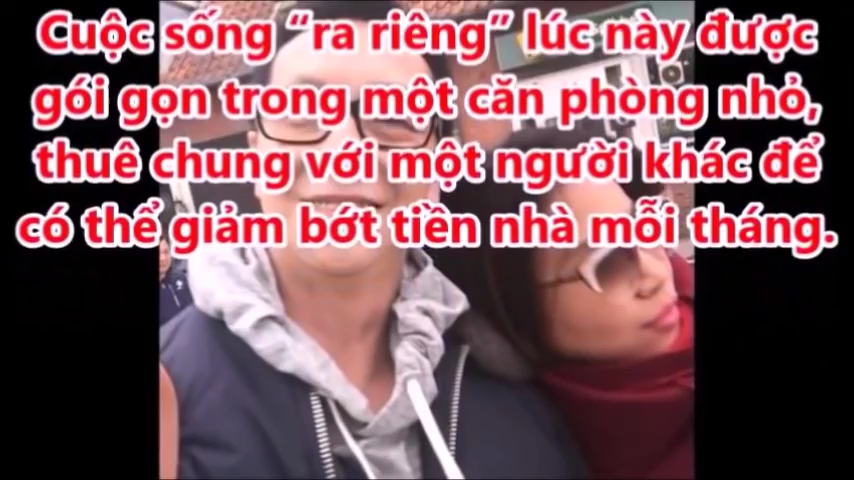 Cuộc sống “ra riêng” lúc này được
gói gọn trong một căn phòng nhỏ,
thuê chung với một người khác để
có thể giảm bớt tiền nhà mỗi tháng.